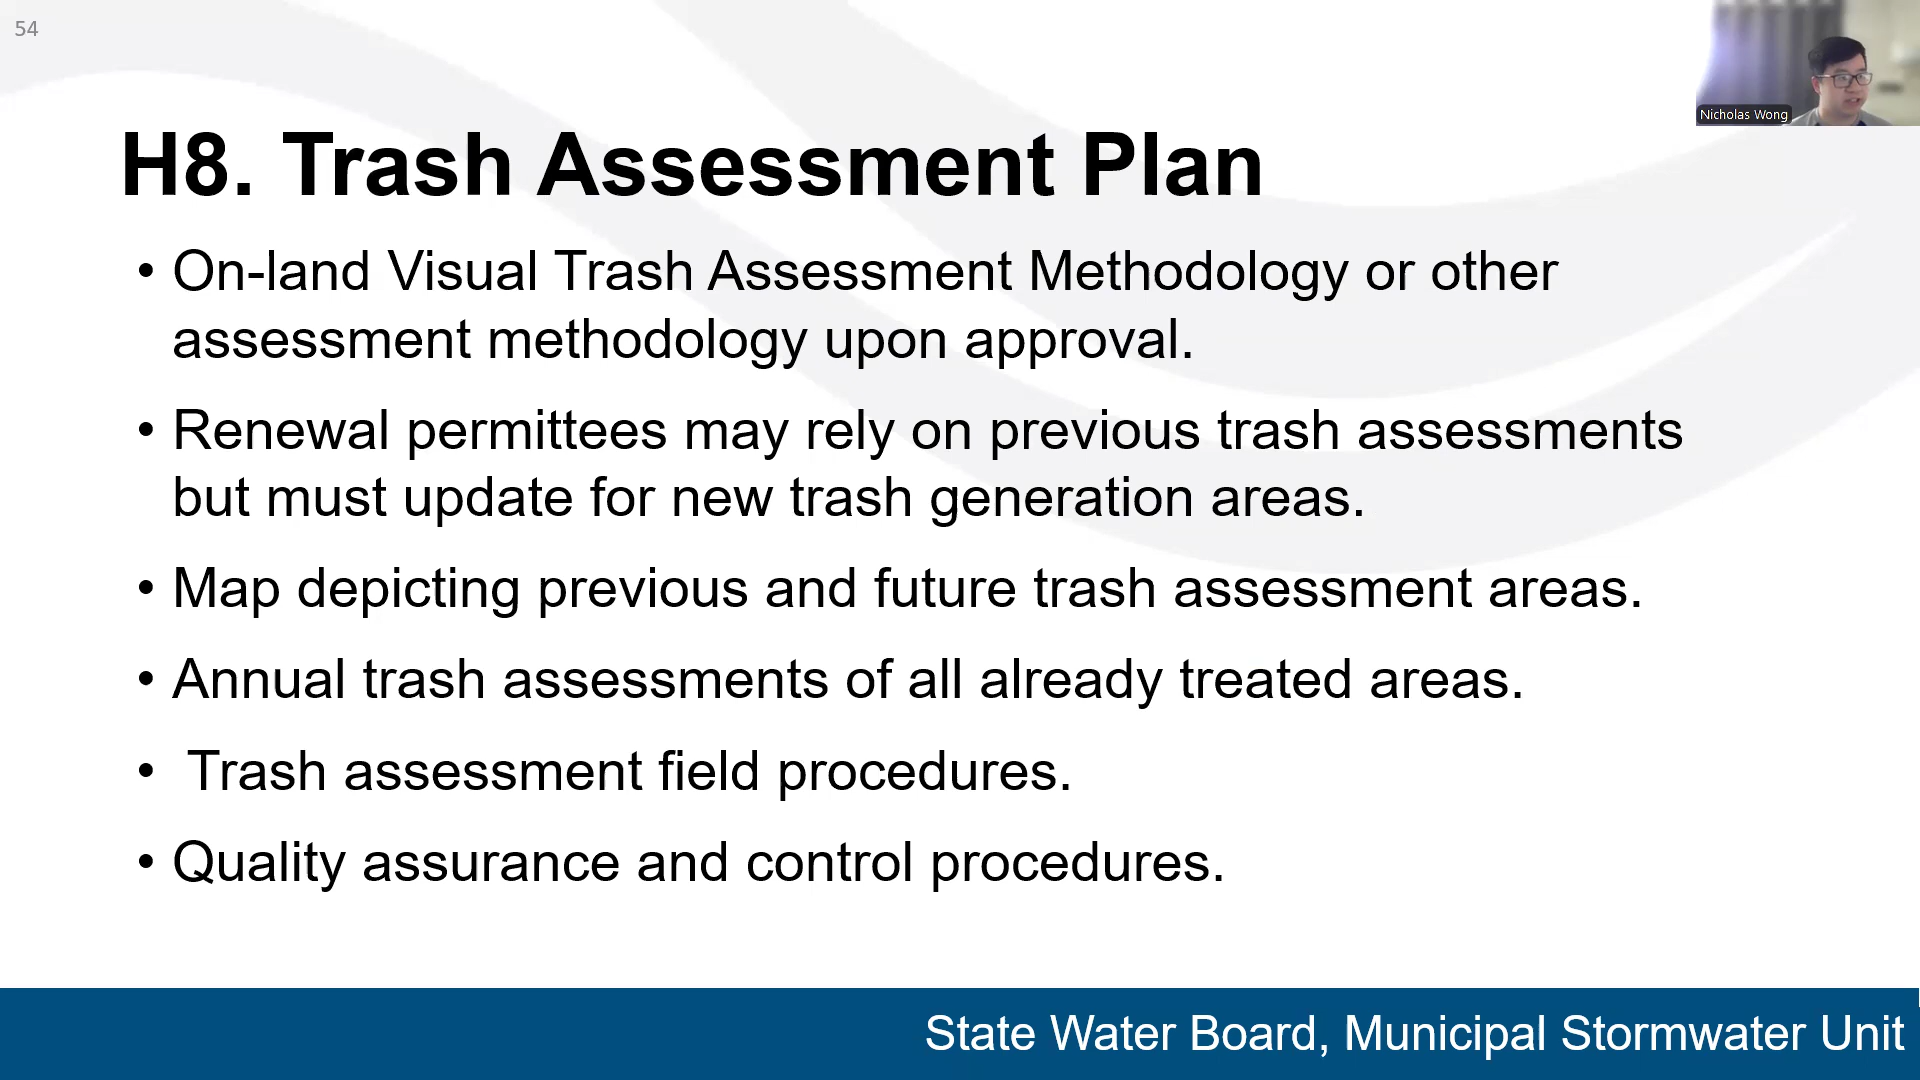 54
Nicholas Wong
H8. Trash Assessment Plan
• On-land Visual Trash Assessment Methodology or other
assessment methodology upon approval.
• Renewal permittees may rely on previous trash assessments
but must update for new trash generation areas.
• Map depicting previous and future trash assessment areas.
• Annual trash assessments of all already treated areas.
• Trash assessment field procedures.
• Quality assurance and control procedures.
State Water Board, Municipal Stormwater Unit